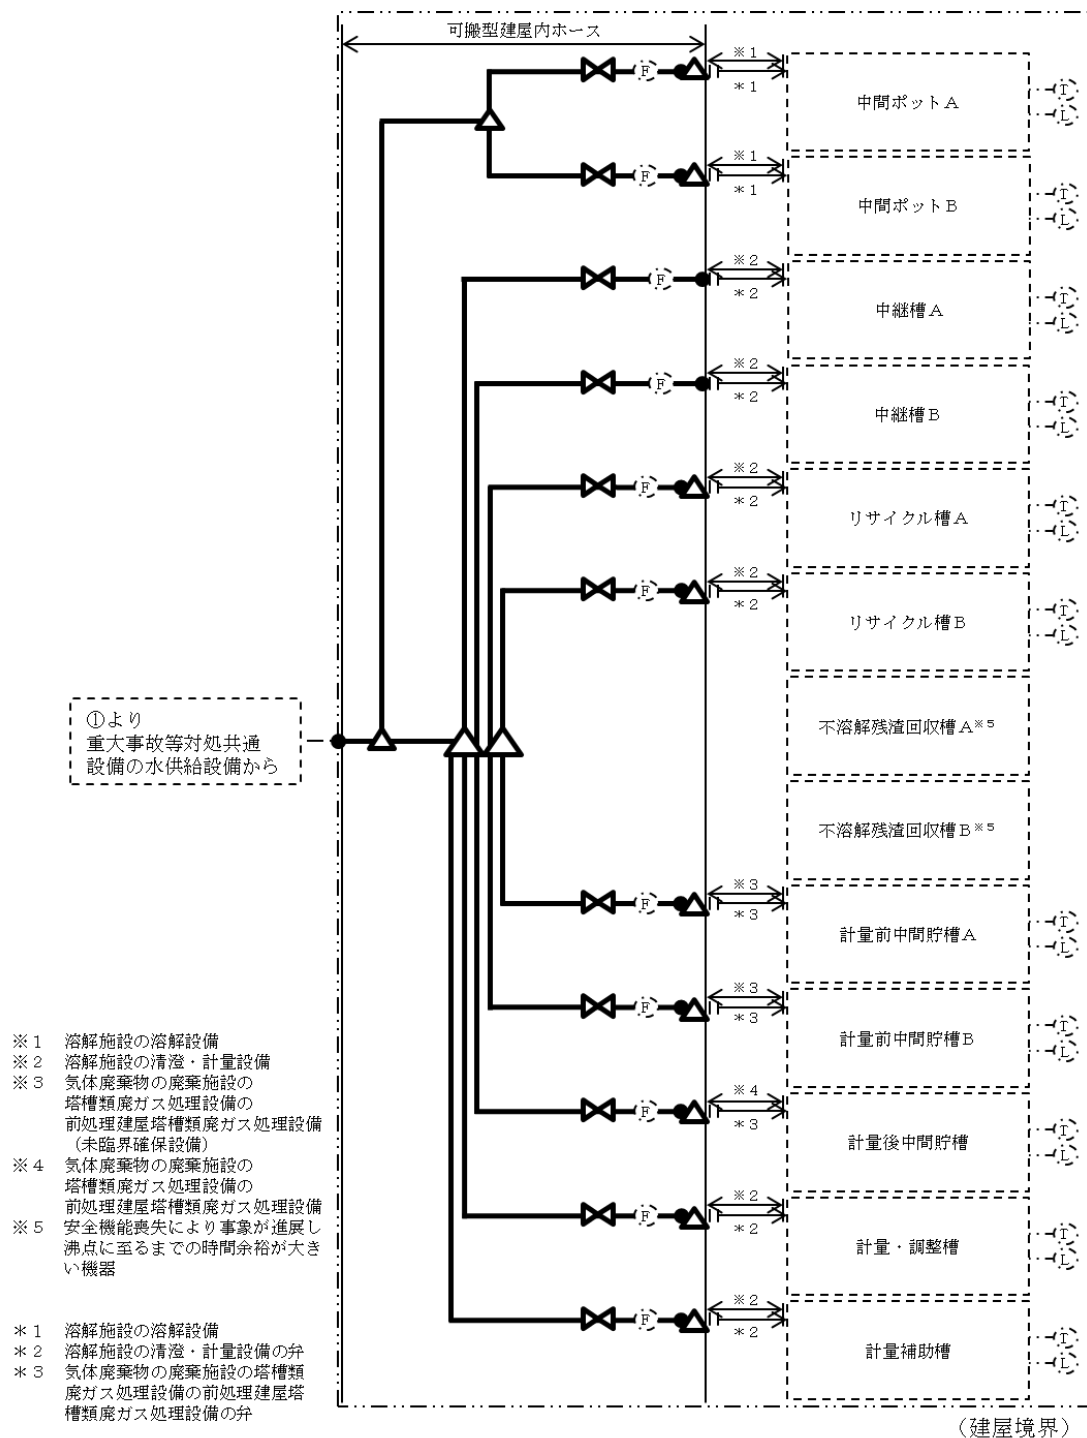 可搬型建屋内ホース
F
※1
＊1
中間ポットA
T
L
F
※1
＊1
中間ポットB
T
L
F
※2
＊2
中継槽A
T
L
F
※2
＊2
中継槽B
T
L
F
※2
＊2
リサイクル槽A
T
L
F
※2
＊2
リサイクル槽B
T
L
①より
重大事故等対処共通
設備の水供給設備から
不溶解残渣回収槽A※5
不溶解残渣回収槽B※5
F
※3
＊3
計量前中間貯槽A
T
L
F
※3
＊3
計量前中間貯槽B
T
L
F
※4
＊3
計量後中間貯槽
T
L
F
※2
＊2
計量・調整槽
T
L
F
※2
＊2
計量補助槽
T
L
※1 溶解施設の溶解設備
※2 溶解施設の清澄・計量設備
※3 気体廃棄物の廃棄施設の
塔槽類廃ガス処理設備の
前処理建屋塔槽類廃ガス処理設備
（未臨界確保設備）
※4 気体廃棄物の廃棄施設の
塔槽類廃ガス処理設備の
前処理建屋塔槽類廃ガス処理設備
※5 安全機能喪失により事象が進展し
沸点に至るまでの時間余裕が大き
い機器
＊1 溶解施設の溶解設備
＊2 溶解施設の清澄・計量設備の弁
＊3 気体廃棄物の廃棄施設の塔槽類
廃ガス処理設備の前処理建屋塔
槽類廃ガス処理設備の弁
（建屋境界）